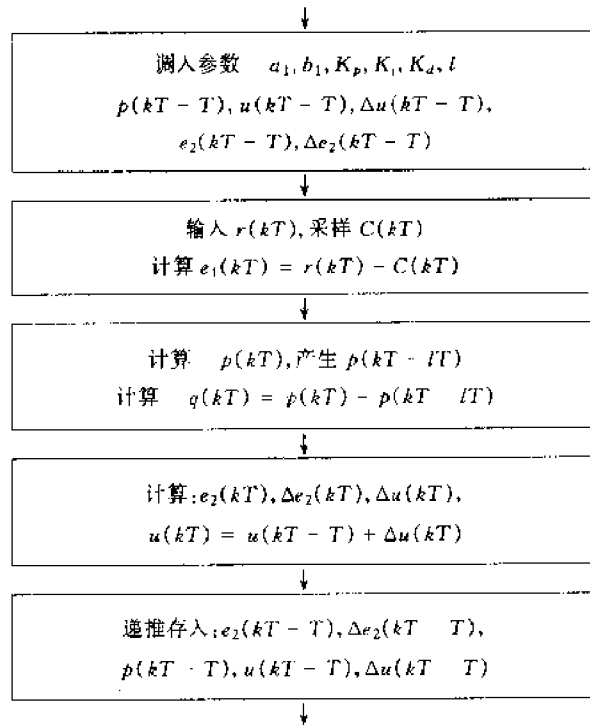 调入参数 a₁, b₁, Kₚ, Kᵢ, K_d, l
p(kT − T), u(kT − T), Δu(kT − T),
e₂(kT − T), Δe₂(kT − T)
输入 r(kT), 采样 C(kT)
计算 e₁(kT) = r(kT) − C(kT)
计算 p(kT), 产生 p(kT - lT)
计算 q(kT) = p(kT) − p(kT lT)
计算:e₂(kT), Δe₂(kT), Δu(kT),
u(kT) = u(kT − T) + Δu(kT)
递推存入:e₂(kT − T), Δe₂(kT T),
p(kT - T), u(kT − T), Δu(kT T)